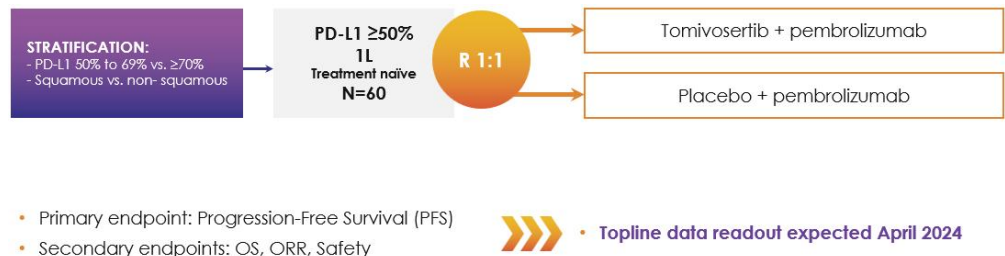 STRATIFICATION:
- PD-L1 50% to 69% vs. ≥70%
- Squamous vs. non- squamous
PD-L1 ≥50%
1L
Treatment naïve
N=60
R 1:1
Tomivosertib + pembrolizumab
Placebo + pembrolizumab
• Primary endpoint: Progression-Free Survival (PFS)
• Secondary endpoints: OS, ORR, Safety
• Topline data readout expected April 2024